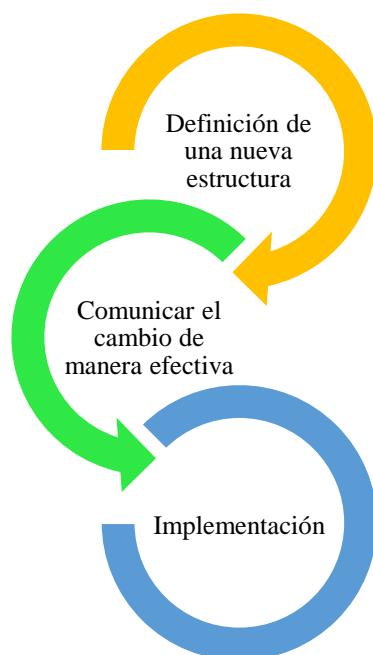 Definición de
una nueva
estructura
Comunicar el
cambio de
manera efectiva
Implementación